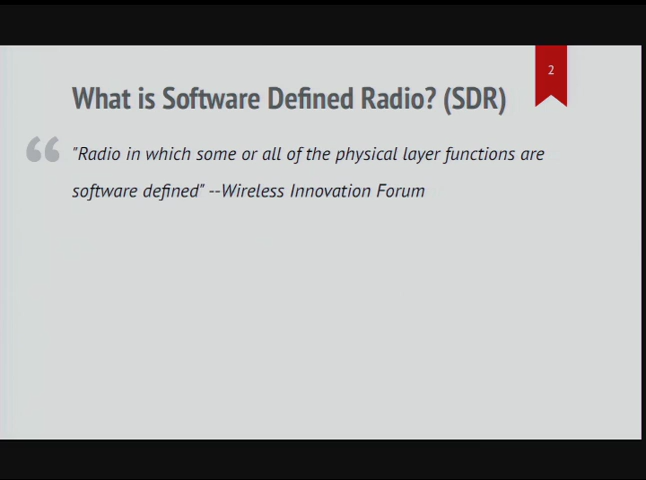 2
What is Software Defined Radio? (SDR)
"Radio in which some or all of the physical layer functions are
software defined" --Wireless Innovation Forum